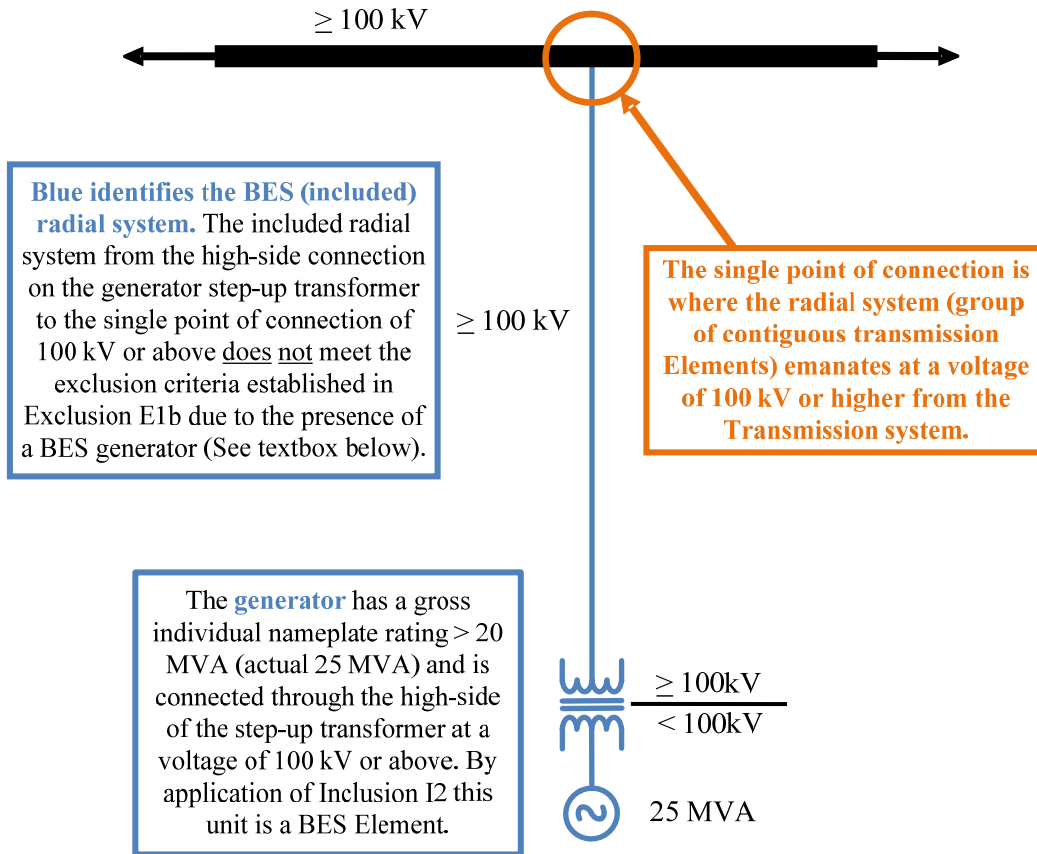 ≥ 100 kV
Blue identifies the BES (included)
radial system. The included radial
system from the high-side connection
on the generator step-up transformer
to the single point of connection of
100 kV or above does not meet the
exclusion criteria established in
Exclusion E1b due to the presence of
a BES generator (See textbox below).
≥ 100 kV
The single point of connection is
where the radial system (group
of contiguous transmission
Elements) emanates at a voltage
of 100 kV or higher from the
Transmission system.
The generator has a gross
individual nameplate rating > 20
MVA (actual 25 MVA) and is
connected through the high-side
of the step-up transformer at a
voltage of 100 kV or above. By
application of Inclusion I2 this
unit is a BES Element.
≥ 100kV
< 100kV
25 MVA